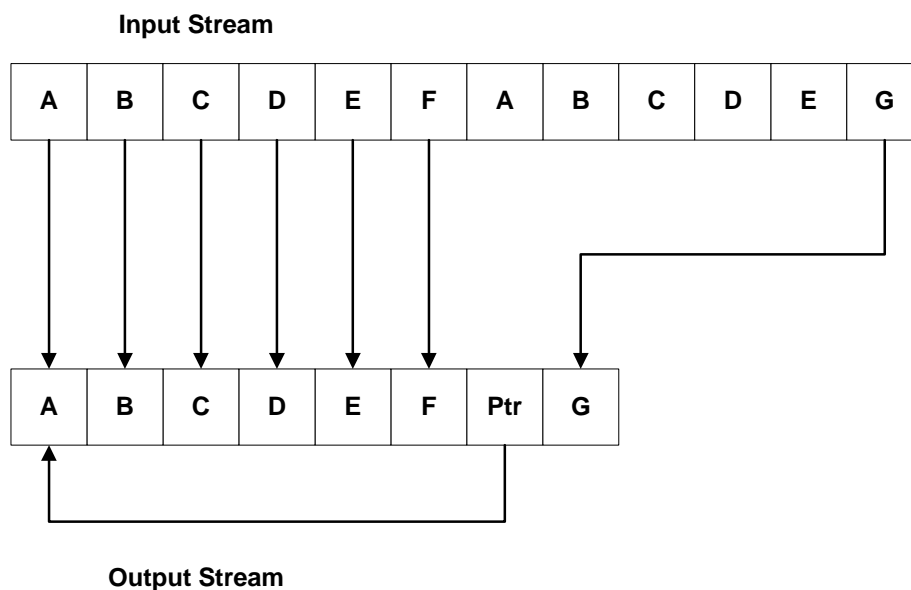 Input Stream
A B C D E F A B C D E G
A B C D E F Ptr G
Output Stream